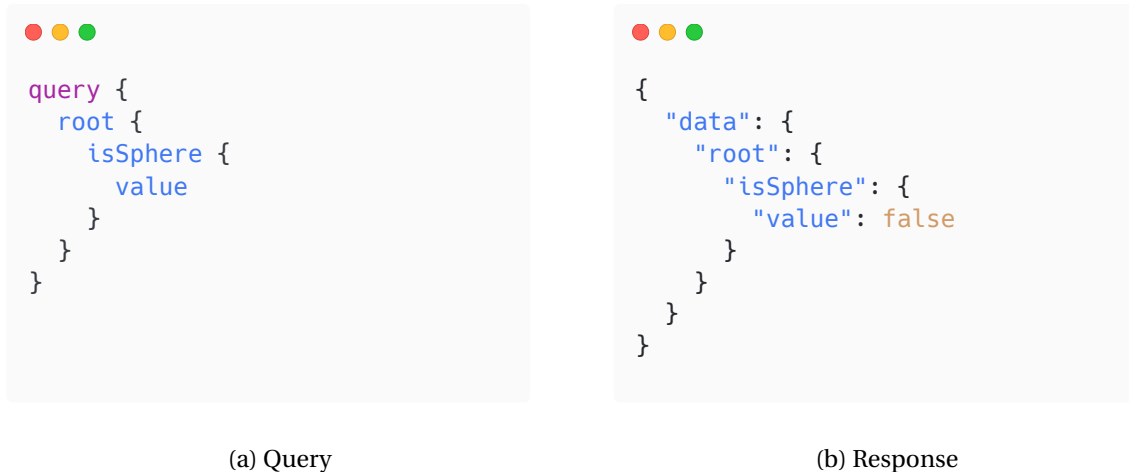 query {
  root {
    isSphere {
      value
    }
  }
}
(a) Query
{
  "data": {
    "root": {
      "isSphere": {
        "value": false
      }
    }
  }
}
(b) Response